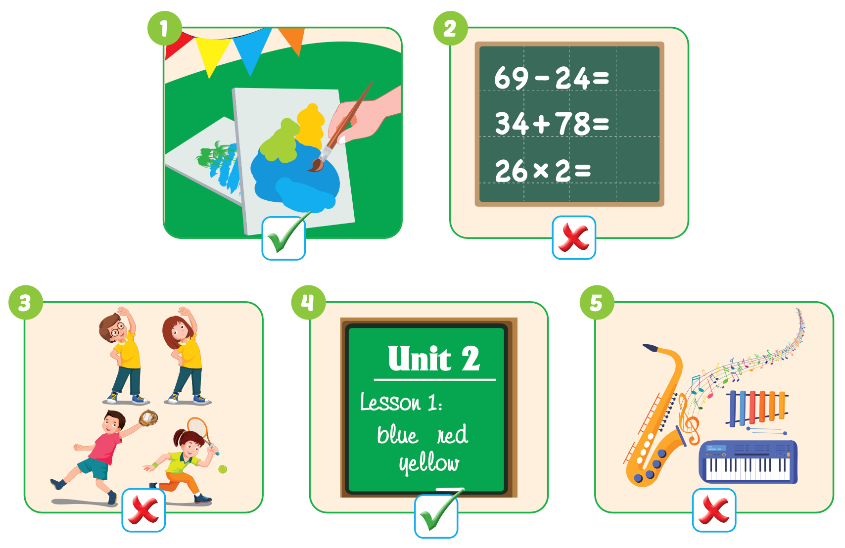 1
2
69-24=
34+78=
26×2=
3
4
Unit 2
Lesson 1:
blue red
yellow
5